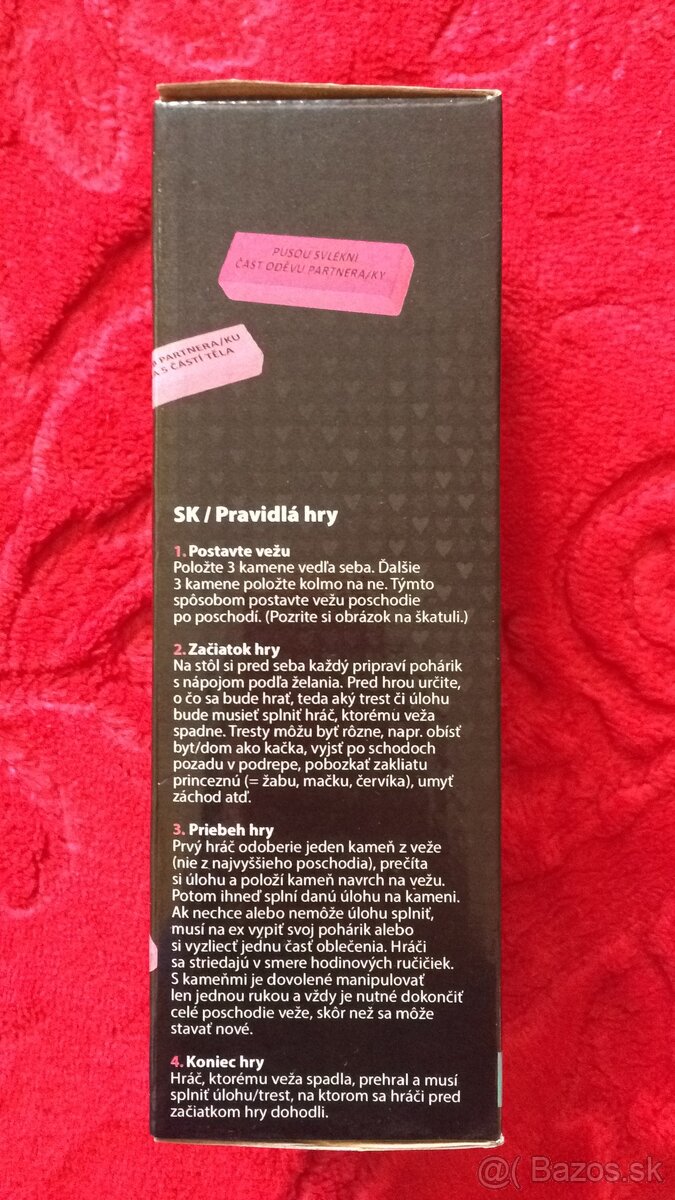 PUSOU SVLÉKNI
ČÁST ODĚVU PARTNERA/KY
PARTNERA/KU
A S ČÁSTÍ TĚLA
SK / Pravidlá hry
1. Postavte vežu
Položte 3 kamene vedľa seba. Ďalšie
3 kamene položte kolmo na ne. Týmto
spôsobom postavte vežu poschodie
po poschodí. (Pozrite si obrázok na škatuli.)
2. Začiatok hry
Na stôl si pred seba každý pripraví pohárik
s nápojom podľa želania. Pred hrou určite,
o čo sa bude hrať, teda aký trest či úlohu
bude musieť splniť hráč, ktorému veža
spadne. Tresty môžu byť rôzne, napr. obísť
byt/dom ako kačka, vyjsť po schodoch
pozadu v podrepe, pobozkať zakliatu
princeznú (= žabu, mačku, červíka), umyť
záchod atď.
3. Priebeh hry
Prvý hráč odoberie jeden kameň z veže
(nie z najvyššieho poschodia), prečíta
si úlohu a položí kameň navrch na vežu.
Potom ihneď splní danú úlohu na kameni.
Ak nechce alebo nemôže úlohu splniť,
musí na ex vypiť svoj pohárik alebo
si vyzliecť jednu časť oblečenia. Hráči
sa striedajú v smere hodinových ručičiek.
S kameňmi je dovolené manipulovať
len jednou rukou a vždy je nutné dokončiť
celé poschodie veže, skôr než sa môže
stavať nové.
4. Koniec hry
Hráč, ktorému veža spadla, prehral a musí
splniť úlohu/trest, na ktorom sa hráči pred
začiatkom hry dohodli.
@( Bazos.sk